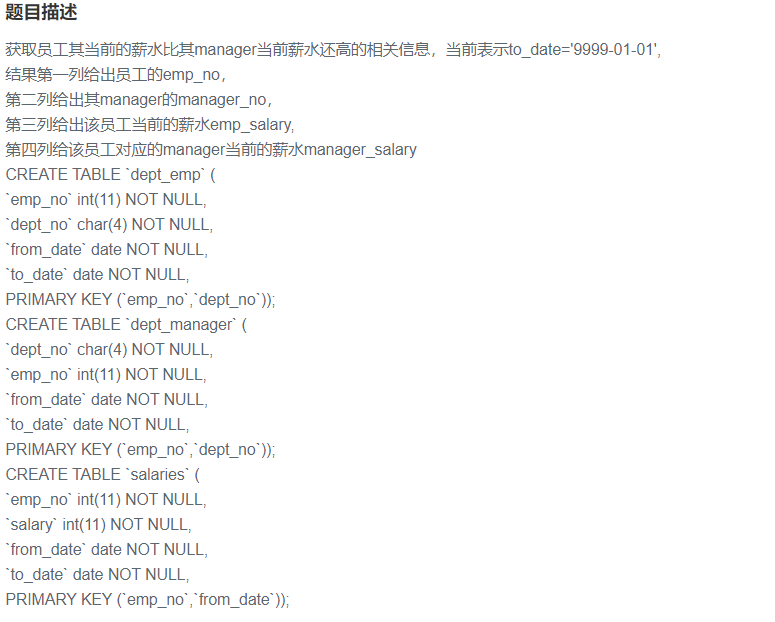 题目描述
获取员工其当前的薪水比其manager当前薪水还高的相关信息，当前表示to_date='9999-01-01',
结果第一列给出员工的emp_no，
第二列给出其manager的manager_no，
第三列给出该员工当前的薪水emp_salary,
第四列给该员工对应的manager当前的薪水manager_salary
CREATE TABLE `dept_emp` (
`emp_no` int(11) NOT NULL,
`dept_no` char(4) NOT NULL,
`from_date` date NOT NULL,
`to_date` date NOT NULL,
PRIMARY KEY (`emp_no`,`dept_no`));
CREATE TABLE `dept_manager` (
`dept_no` char(4) NOT NULL,
`emp_no` int(11) NOT NULL,
`from_date` date NOT NULL,
`to_date` date NOT NULL,
PRIMARY KEY (`emp_no`,`dept_no`));
CREATE TABLE `salaries` (
`emp_no` int(11) NOT NULL,
`salary` int(11) NOT NULL,
`from_date` date NOT NULL,
`to_date` date NOT NULL,
PRIMARY KEY (`emp_no`,`from_date`));